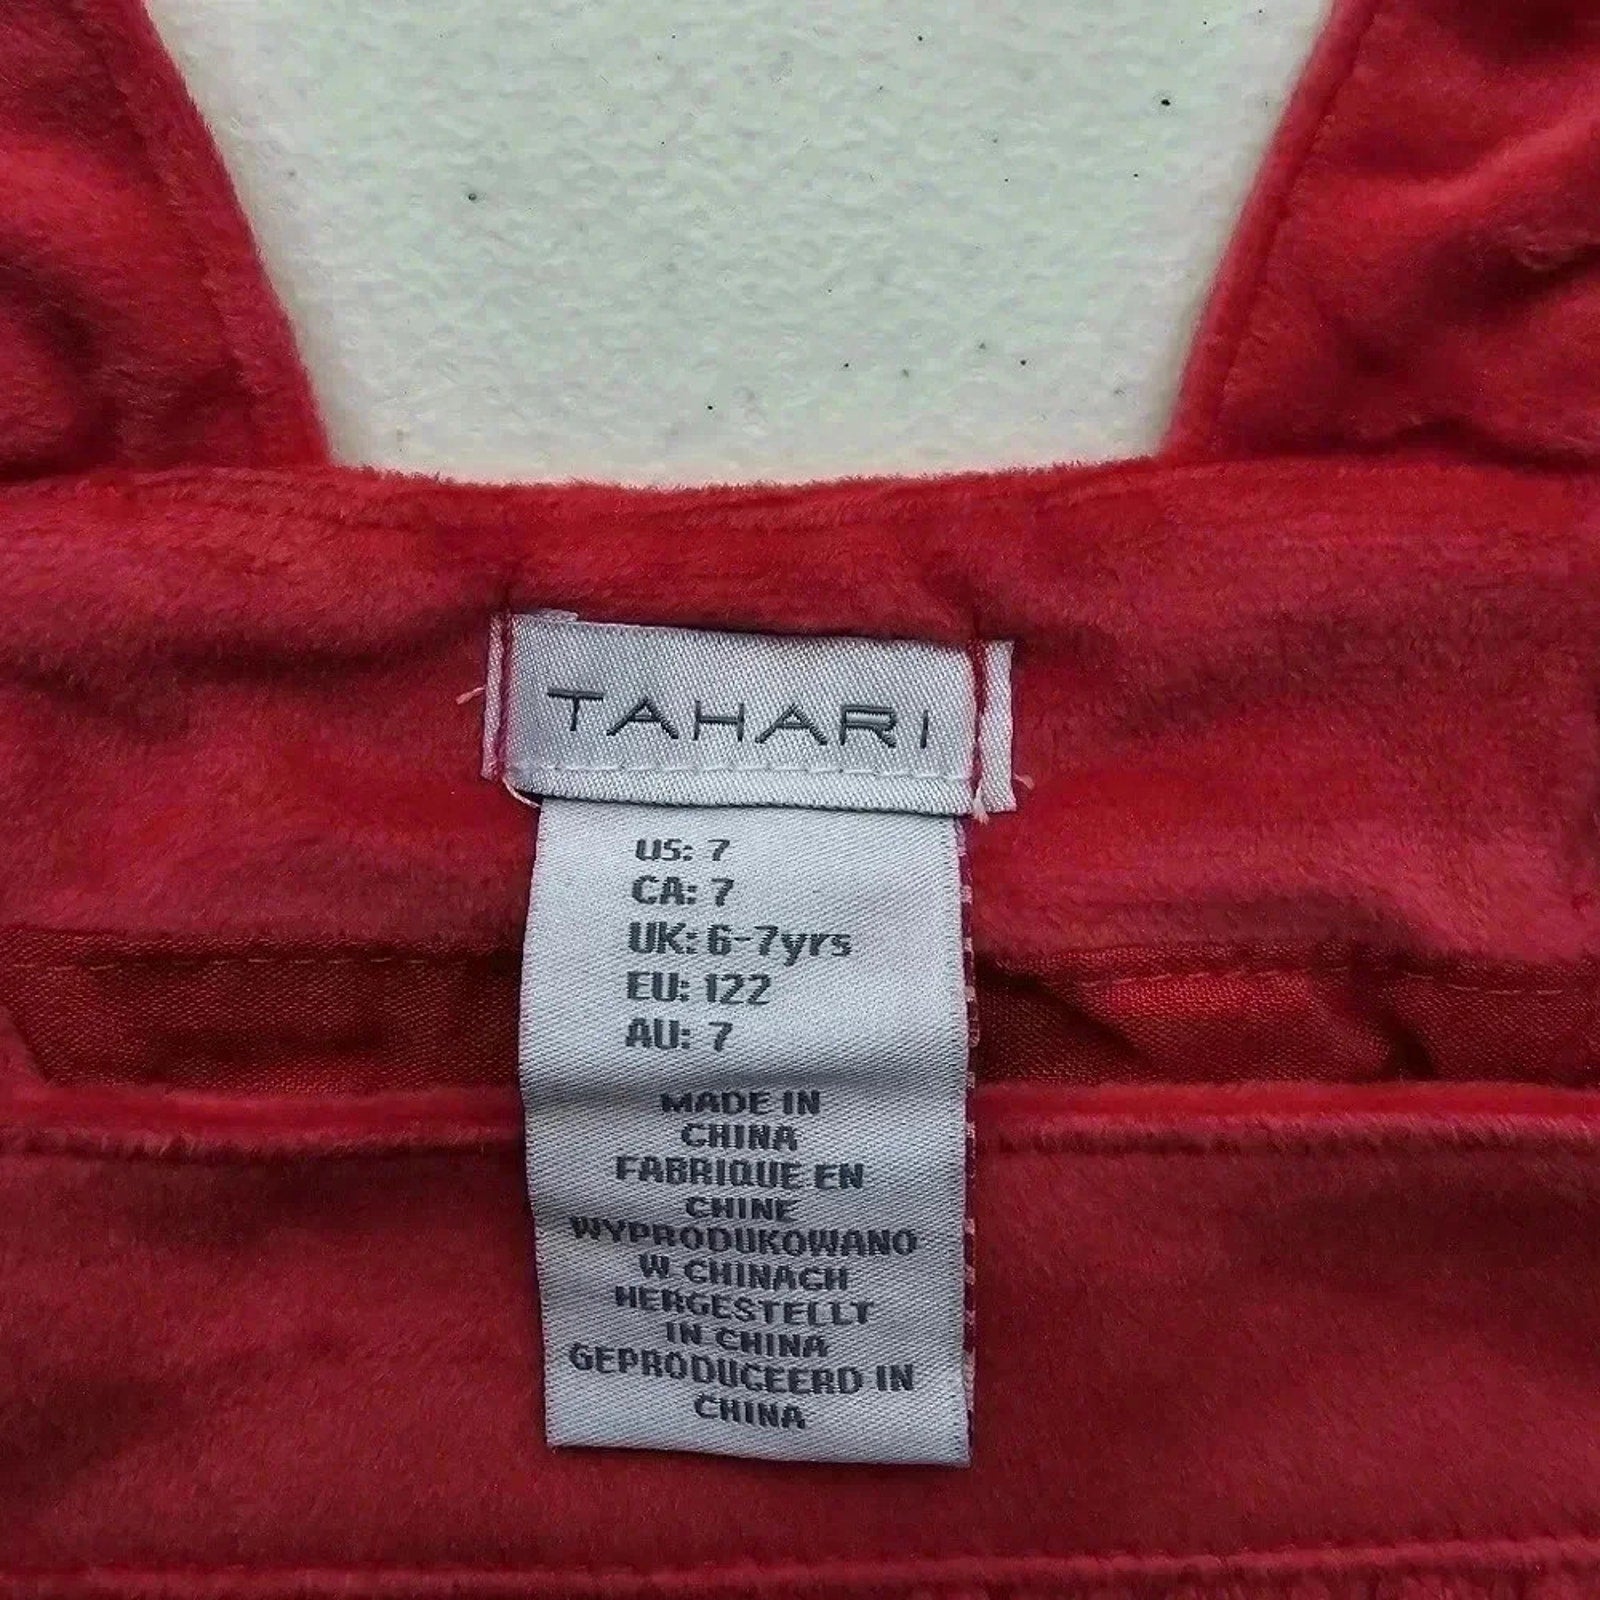 TAHARI
US: 7
CA: 7
UK: 6-7yrs
EU: 122
AU: 7
MADE IN
CHINA
FABRIQUE EN
CHINE
WYPRODUKOWANO
W CHINACH
HERGESTELLT
IN CHINA
GEPRODUCEERD IN
CHINA